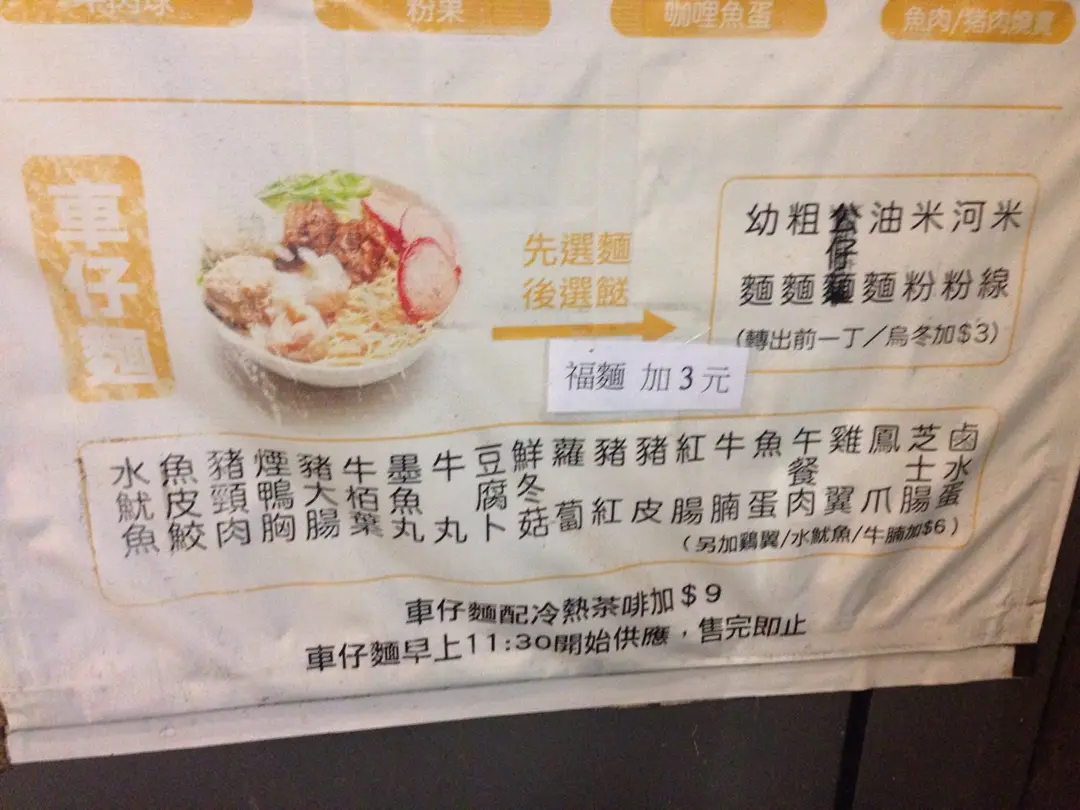 粉果
咖哩魚蛋
魚肉/豬肉燒賣
車仔麵
先選麵
後選餸
幼麵
粗麵
公仔麵
油麵
米粉
河粉
米線
(轉出前一丁/烏冬加$3)
福麵 加3元
水魷魚
魚皮鮫
豬頸肉
煙鴨胸
豬大腸
牛栢葉
墨魚丸
牛丸
豆腐卜
鮮冬菇
蘿蔔
豬紅
豬皮
紅腸
牛腩
魚蛋
午餐肉
雞翼
鳳爪
芝士腸
卤水蛋
(另加鷄翼/水魷魚/牛腩加$6)
車仔麵配冷熱茶啡加$9
車仔麵早上11:30開始供應，售完即止